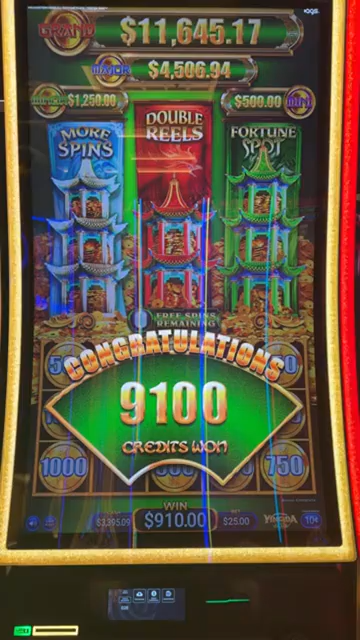 GRAND $11,645.17
MAJOR $4,506.94
$1,250.00 $500.00 MINI
MORE SPINS
DOUBLE REELS
FORTUNE SPOT
FREE SPINS REMAINING
CONGRATULATIONS
9100
CREDITS WON
1000 750
WIN
$3,395.09 $910.00 $25.00 10¢